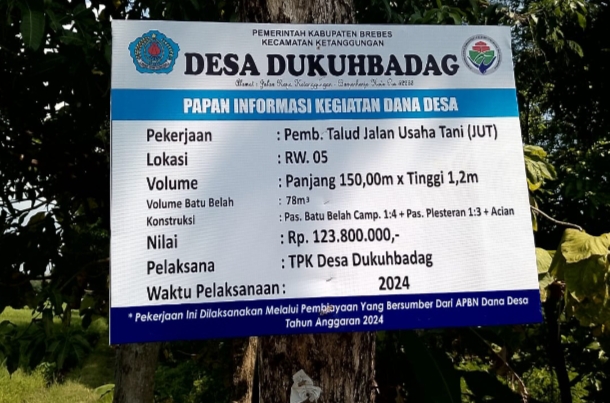 PEMERINTAH KABUPATEN BREBES
KECAMATAN KETANGGUNGAN
DESA DUKUHBADAG
PAPAN INFORMASI KEGIATAN DANA DESA
Pekerjaan : Pemb. Talud Jalan Usaha Tani (JUT)
Lokasi : RW. 05
Volume : Panjang 150,00m x Tinggi 1,2m
Volume Batu Belah : 78m³
Konstruksi : Pas. Batu Belah Camp. 1:4 + Pas. Plesteran 1:3 + Acian
Nilai : Rp. 123.800.000,-
Pelaksana : TPK Desa Dukuhbadag
Waktu Pelaksanaan : 2024
* Pekerjaan Ini Dilaksanakan Melalui Pembiayaan Yang Bersumber Dari APBN Dana Desa
Tahun Anggaran 2024